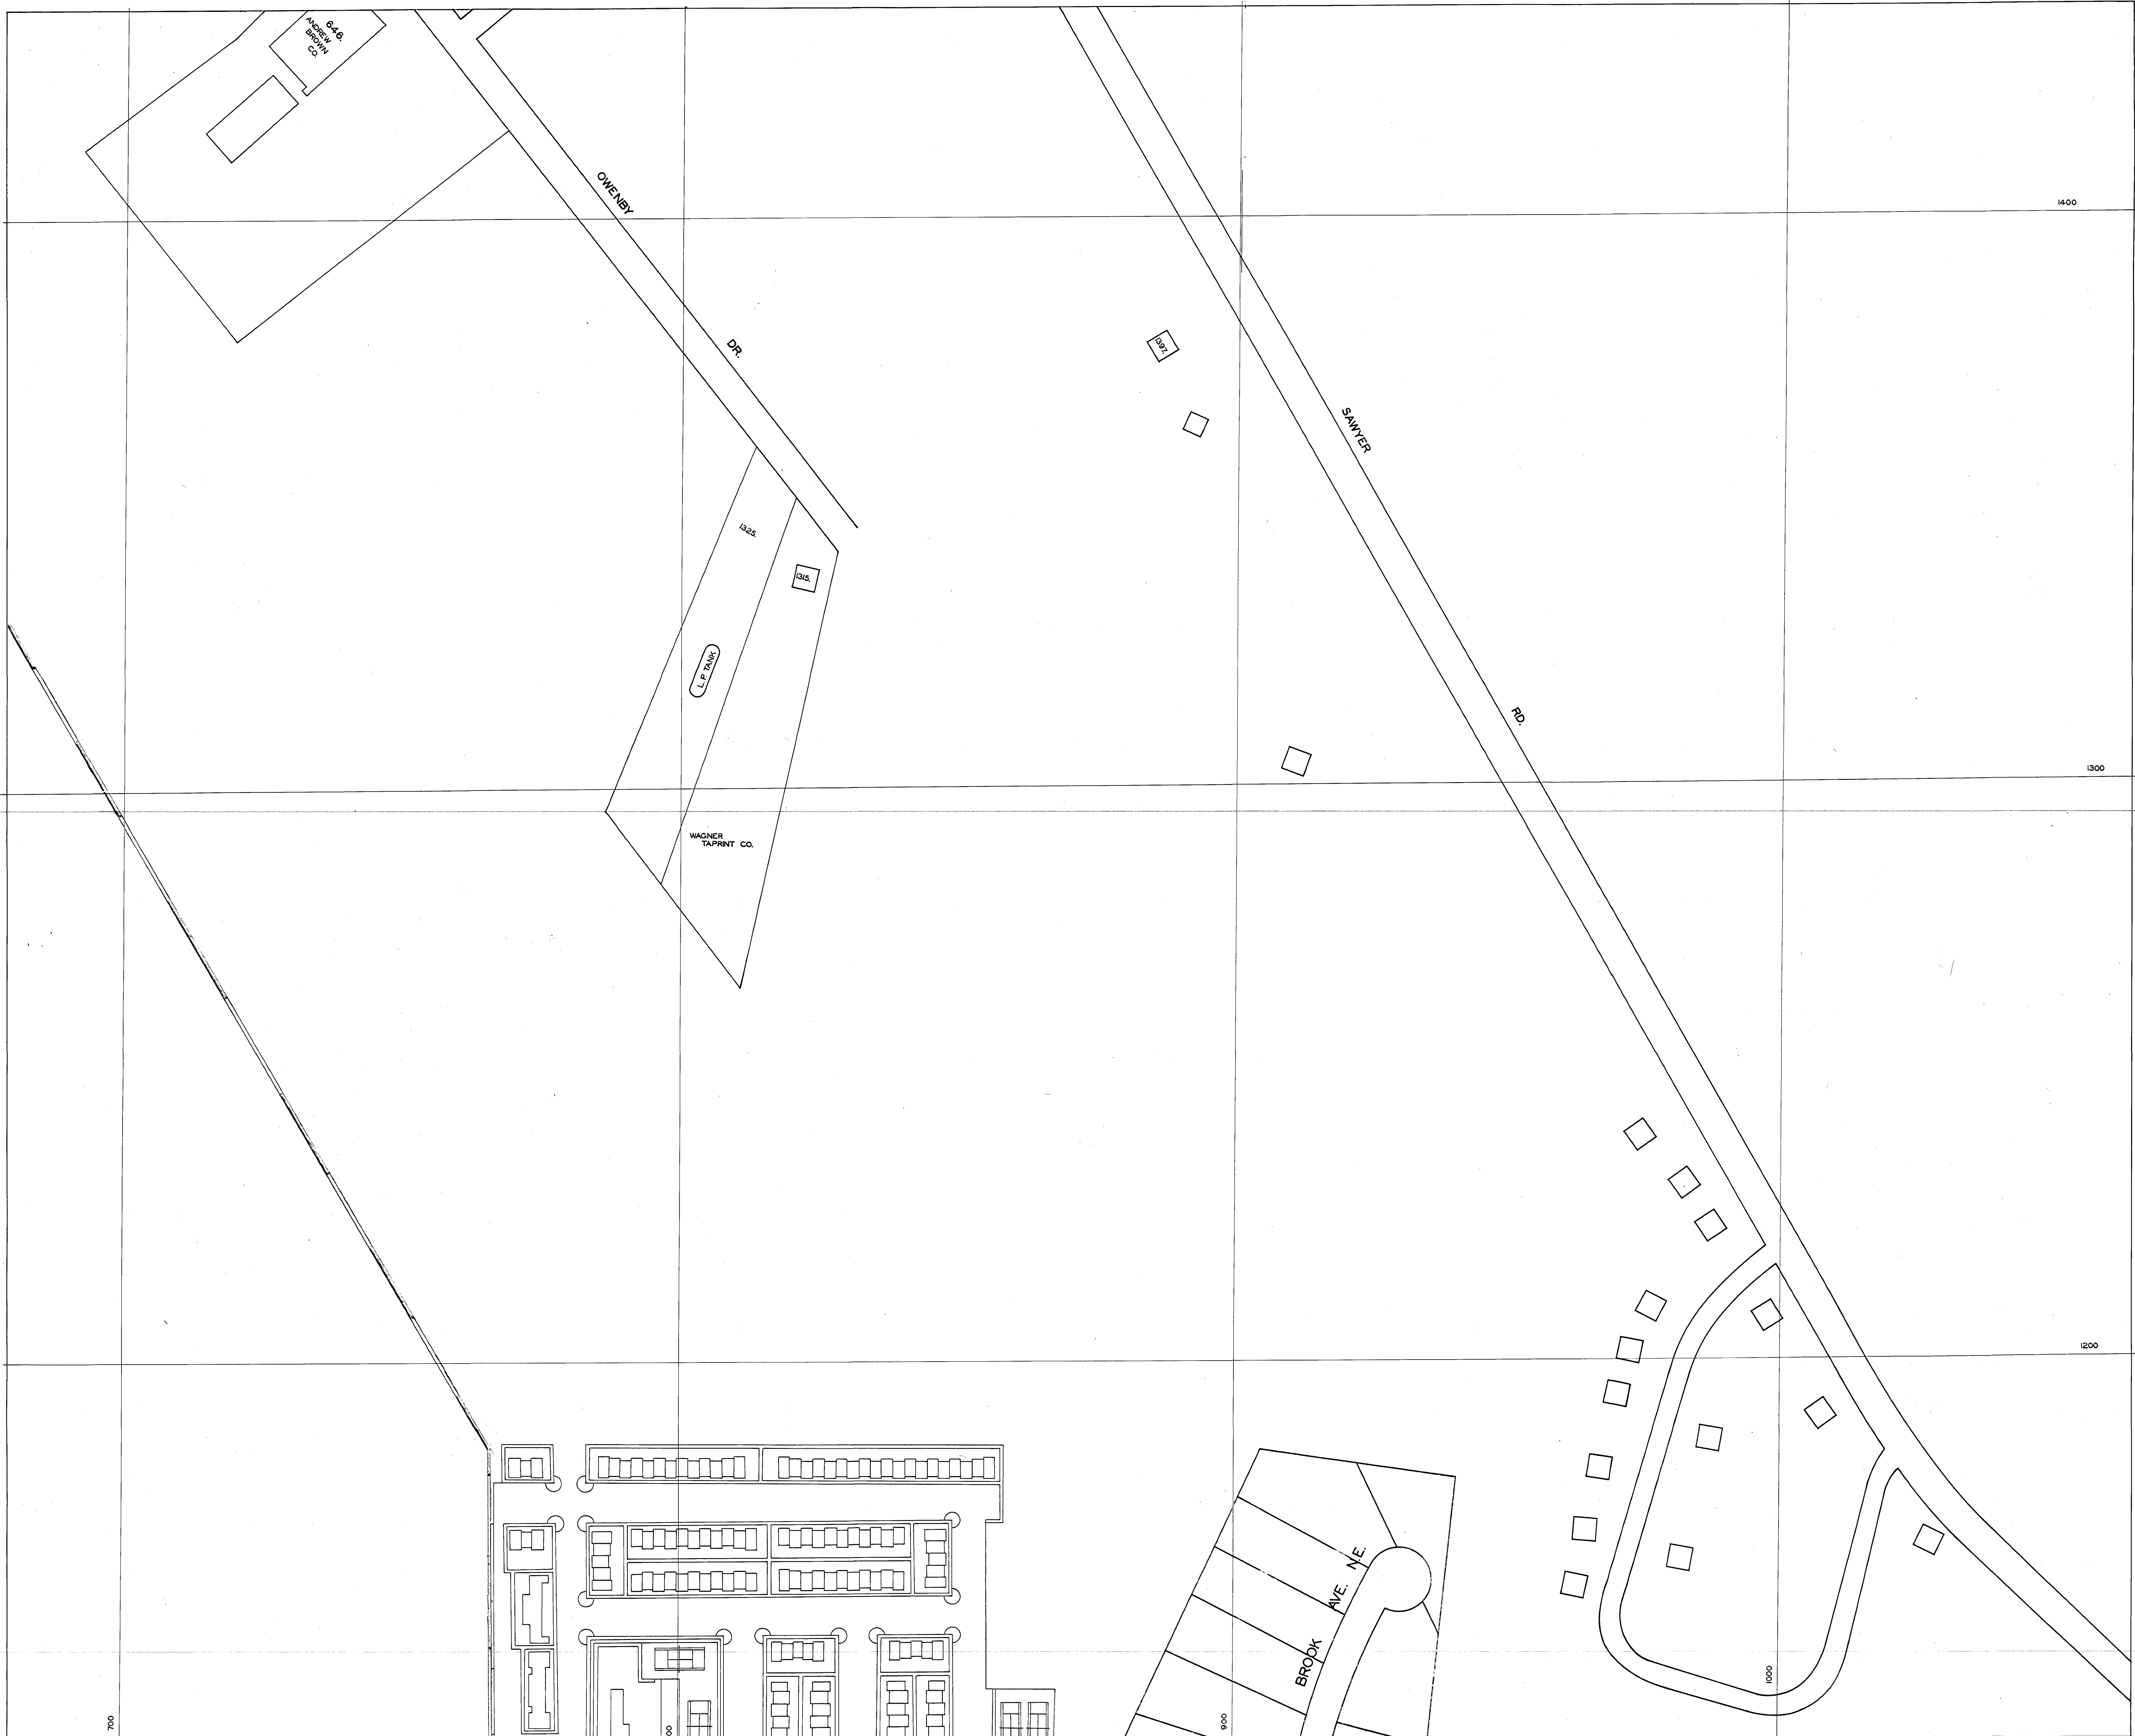 646.
ANDREW
BROWN
CO.
OWENBY
DR.
1400
1397.
SAWYER
RD.
1325.
1315.
L. P. TANK
1300
WAGNER
TAPRINT CO.
1200
BROOK AVE. N.E.
700
00
900
1000